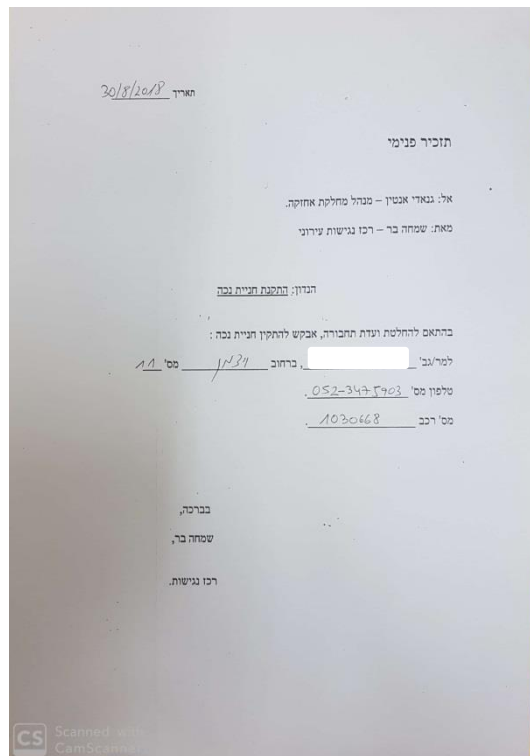 תאריך 30/8/2018
תזכיר פנימי
אל: גנאדי אנטין – מנהל מחלקת אחזקה.
מאת: שמחה בר – רכז נגישות עירוני
הנדון: התקנת חניית נכה
בהתאם להחלטת ועדת תחבורה, אבקש להתקין חניית נכה :
למר/גב' , ברחוב ויצמן מס' 11
טלפון מס' 052-3475903.
מס' רכב 1030668.
בברכה,
שמחה בר,
רכז נגישות.
CS Scanned with
CamScanner